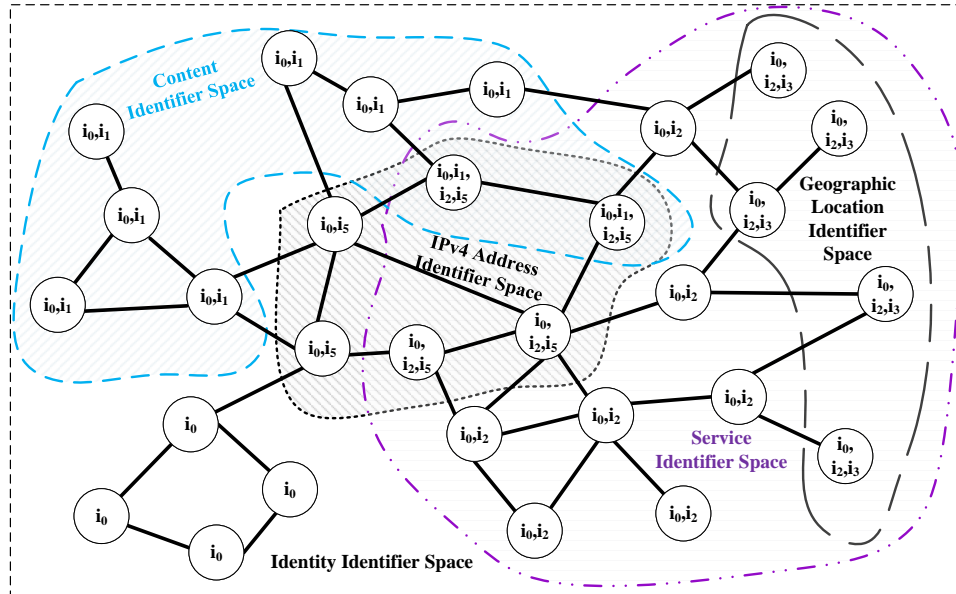 i₀,i₁
Content
Identifier Space
i₀,i₁
i₀,i₁
i₀,
i₂,i₃
i₀,i₁
i₀,i₂
i₀,
i₂,i₃
i₀,i₁,
i₂,i₅
Geographic
Location
Identifier
Space
i₀,i₁
i₀,i₅
i₀,i₁,
i₂,i₅
i₀,
i₂,i₃
IPv4 Address
Identifier Space
i₀,i₁
i₀,i₁
i₀,i₂
i₀,
i₂,i₃
i₀,i₅
i₀,
i₂,i₅
i₀,
i₂,i₅
i₀,i₂
i₀
i₀,i₂
i₀,i₂
Service
Identifier Space
i₀,
i₂,i₃
i₀
i₀
i₀,i₂
i₀,i₂
i₀
Identity Identifier Space